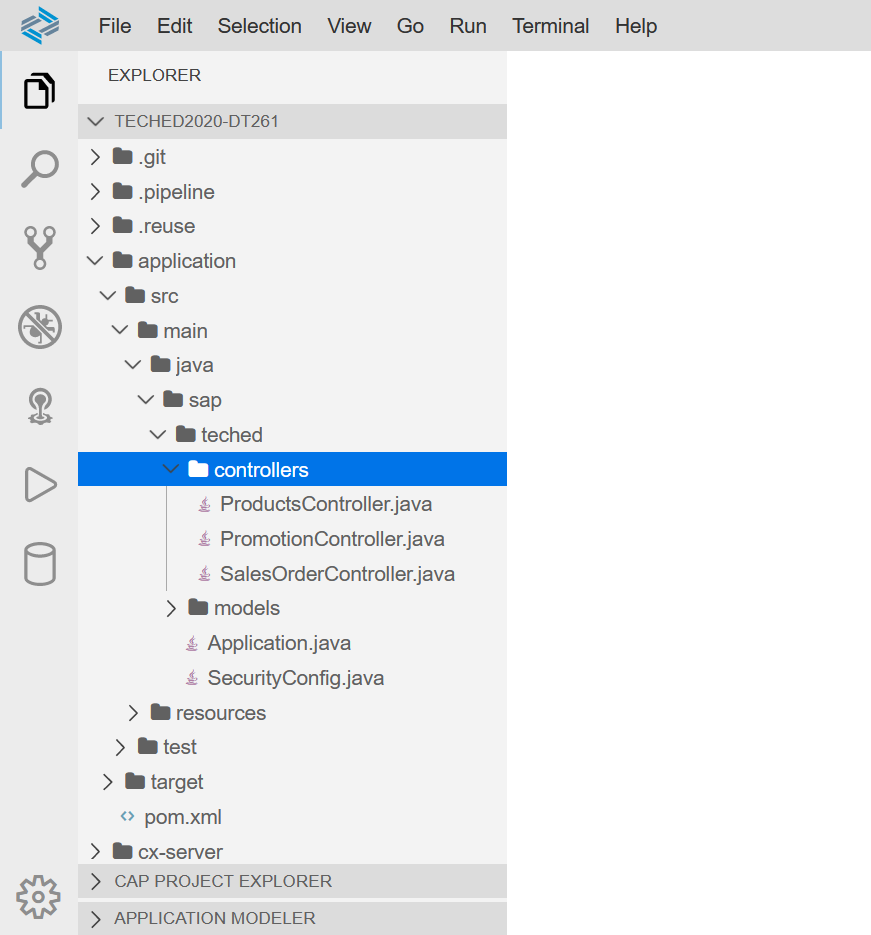 File Edit Selection View Go Run Terminal Help
EXPLORER
TECHED2020-DT261
.git
.pipeline
.reuse
application
src
main
java
sap
teched
controllers
ProductsController.java
PromotionController.java
SalesOrderController.java
models
Application.java
SecurityConfig.java
resources
test
target
pom.xml
cx-server
CAP PROJECT EXPLORER
APPLICATION MODELER